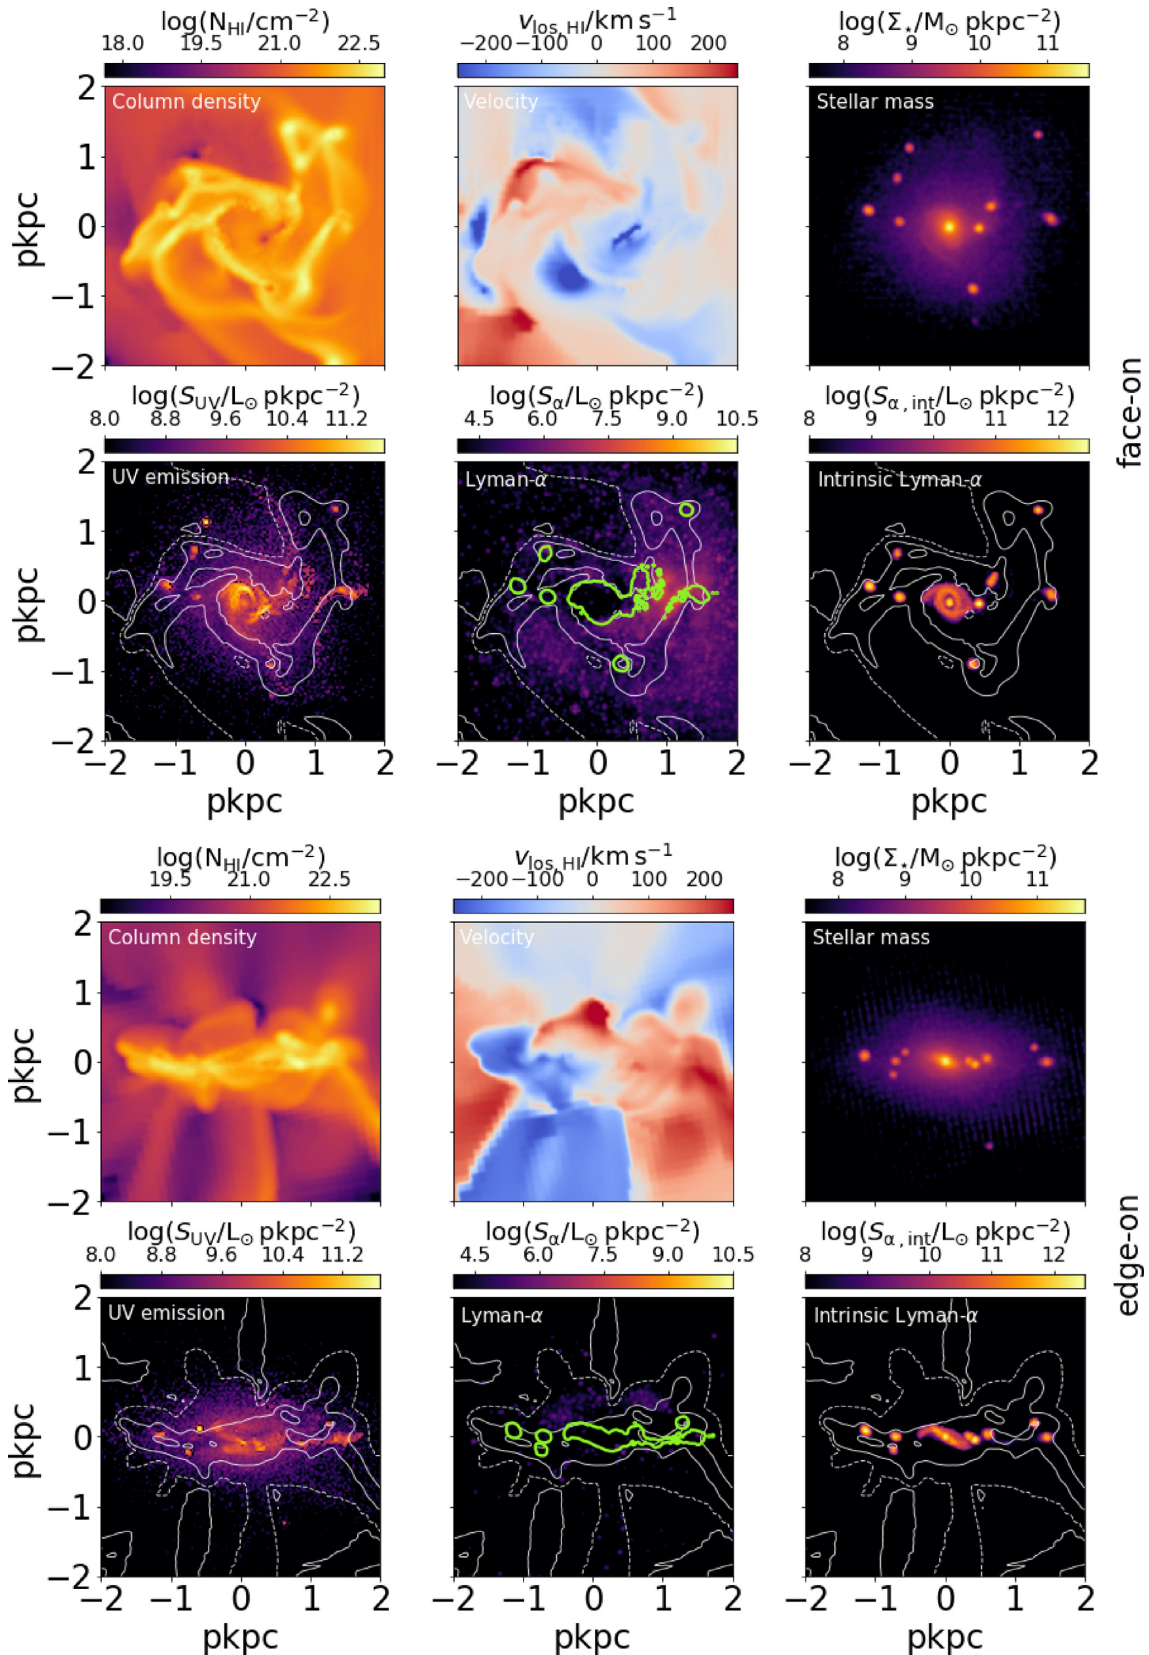 log(N_HI/cm⁻²) v_los, HI/km s⁻¹ log(Σ⋆/M⊙ pkpc⁻²)
18.0 19.5 21.0 22.5 −200 −100 0 100 200 8 9 10 11
Column density Velocity Stellar mass
2
1
0
−1
−2
pkpc
log(S_UV/L⊙ pkpc⁻²) log(S_α/L⊙ pkpc⁻²) log(S_α, int/L⊙ pkpc⁻²)
8.0 8.8 9.6 10.4 11.2 4.5 6.0 7.5 9.0 10.5 8 9 10 11 12
UV emission Lyman-α Intrinsic Lyman-α
2
1
0
−1
−2
pkpc
−2 −1 0 1 2 −2 −1 0 1 2 −2 −1 0 1 2
pkpc pkpc pkpc
face-on
log(N_HI/cm⁻²) v_los, HI/km s⁻¹ log(Σ⋆/M⊙ pkpc⁻²)
19.5 21.0 22.5 −200 −100 0 100 200 8 9 10 11
Column density Velocity Stellar mass
2
1
0
−1
−2
pkpc
log(S_UV/L⊙ pkpc⁻²) log(S_α/L⊙ pkpc⁻²) log(S_α, int/L⊙ pkpc⁻²)
8.0 8.8 9.6 10.4 11.2 4.5 6.0 7.5 9.0 10.5 8 9 10 11 12
UV emission Lyman-α Intrinsic Lyman-α
2
1
0
−1
−2
pkpc
−2 −1 0 1 2 −2 −1 0 1 2 −2 −1 0 1 2
pkpc pkpc pkpc
edge-on